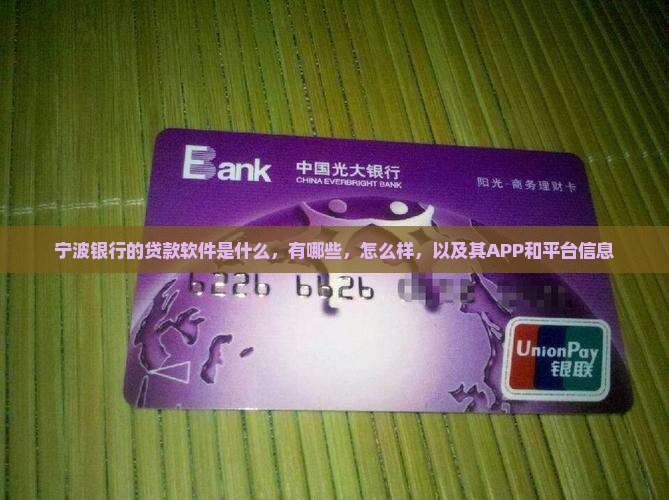 Bank
中国光大银行
CHINA EVERBRIGHT BANK
阳光·商务理财卡
宁波银行的贷款软件是什么，有哪些，怎么样，以及其APP和平台信息
6226 6626
UnionPay
银联